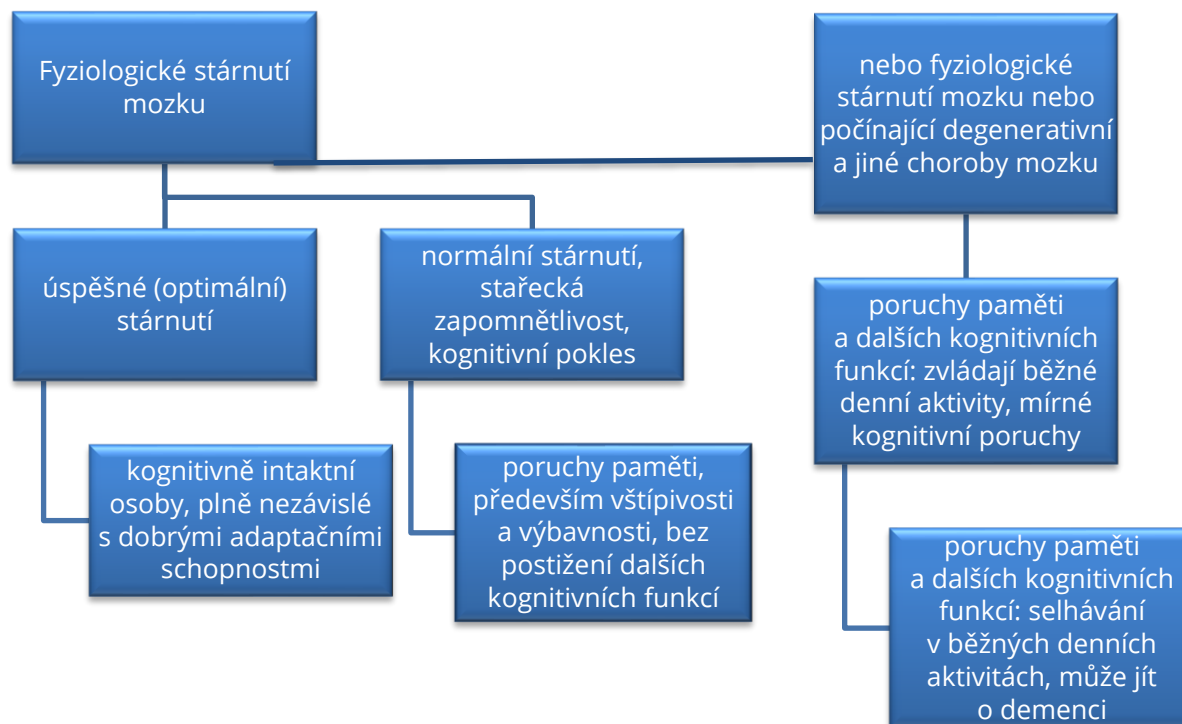 Fyziologické stárnutí
mozku
nebo fyziologické
stárnutí mozku nebo
počínající degenerativní
a jiné choroby mozku
úspěšné (optimální)
stárnutí
normální stárnutí,
stařecká
zapomnětlivost,
kognitivní pokles
poruchy paměti
a dalších kognitivních
funkcí: zvládají běžné
denní aktivity, mírné
kognitivní poruchy
kognitivně intaktní
osoby, plně nezávislé
s dobrými adaptačními
schopnostmi
poruchy paměti,
především vštípivosti
a výbavnosti, bez
postižení dalších
kognitivních funkcí
poruchy paměti
a dalších kognitivních
funkcí: selhávání
v běžných denních
aktivitách, může jít
o demenci